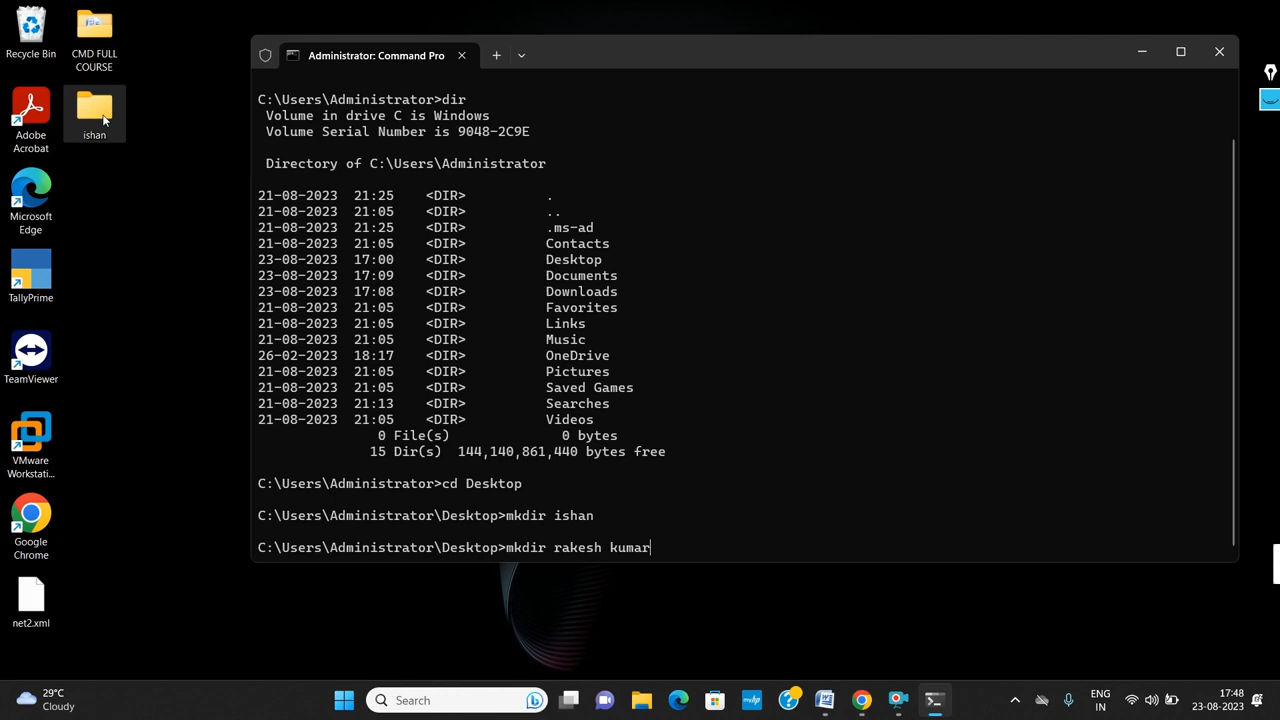 Recycle Bin
CMD FULL
COURSE
Adobe
Acrobat
ishan
Microsoft
Edge
TallyPrime
TeamViewer
VMware
Workstati...
Google
Chrome
net2.xml
Administrator: Command Pro
C:\Users\Administrator>dir
Volume in drive C is Windows
Volume Serial Number is 9048-2C9E
Directory of C:\Users\Administrator
21-08-2023 21:25 <DIR> .
21-08-2023 21:05 <DIR> ..
21-08-2023 21:25 <DIR> .ms-ad
21-08-2023 21:05 <DIR> Contacts
23-08-2023 17:00 <DIR> Desktop
23-08-2023 17:09 <DIR> Documents
23-08-2023 17:08 <DIR> Downloads
21-08-2023 21:05 <DIR> Favorites
21-08-2023 21:05 <DIR> Links
21-08-2023 21:05 <DIR> Music
26-02-2023 18:17 <DIR> OneDrive
21-08-2023 21:05 <DIR> Pictures
21-08-2023 21:05 <DIR> Saved Games
21-08-2023 21:13 <DIR> Searches
21-08-2023 21:05 <DIR> Videos
0 File(s) 0 bytes
15 Dir(s) 144,140,861,440 bytes free
C:\Users\Administrator>cd Desktop
C:\Users\Administrator\Desktop>mkdir ishan
C:\Users\Administrator\Desktop>mkdir rakesh kumar
29°C
Cloudy
Search
ENG
IN
17:48
23-08-2023